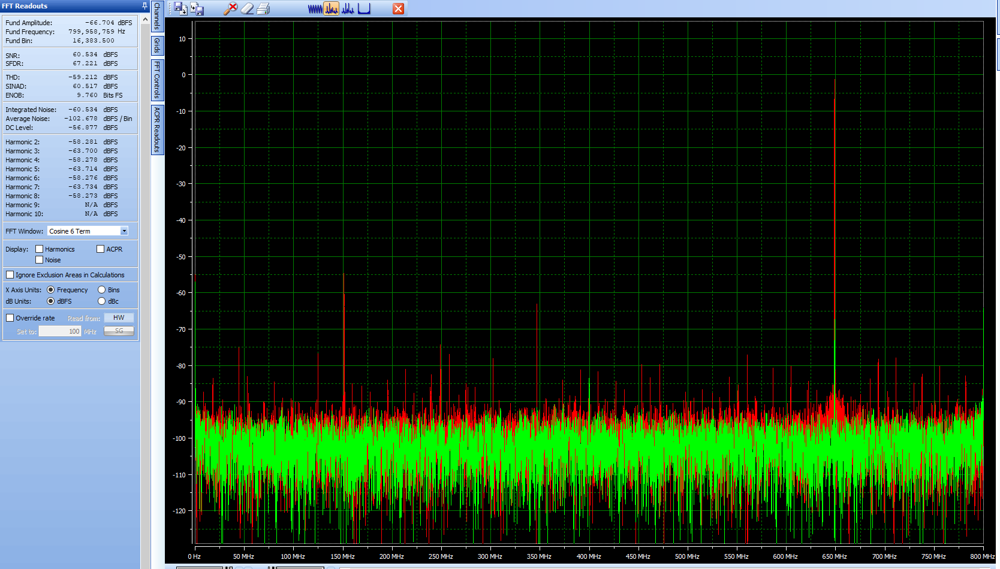 FFT Readouts
Fund Amplitude: -66.704 dBFS
Fund Frequency: 799,958,759 Hz
Fund Bin: 16,383.500
SNR: 60.534 dBFS
SFDR: 67.221 dBFS
THD: -59.212 dBFS
SINAD: 60.517 dBFS
ENOB: 9.760 Bits FS
Integrated Noise: -60.534 dBFS
Average Noise: -102.678 dBFS / Bin
DC Level: -56.877 dBFS
Harmonic 2: -58.281 dBFS
Harmonic 3: -63.700 dBFS
Harmonic 4: -58.278 dBFS
Harmonic 5: -63.714 dBFS
Harmonic 6: -58.276 dBFS
Harmonic 7: -63.734 dBFS
Harmonic 8: -58.273 dBFS
Harmonic 9: N/A dBFS
Harmonic 10: N/A dBFS
FFT Window: Cosine 6 Term
Display: Harmonics ACPR
Noise
Ignore Exclusion Areas in Calculations
X Axis Units: Frequency Bins
dB Units: dBFS dBc
Override rate Read from: HW
Set to: 100 MHz SG
Channels
Grids
FFT Controls
ACPR Readouts
10
0
-10
-20
-30
-40
-50
-60
-70
-80
-90
-100
-110
-120
0 Hz 50 MHz 100 MHz 150 MHz 200 MHz 250 MHz 300 MHz 350 MHz 400 MHz 450 MHz 500 MHz 550 MHz 600 MHz 650 MHz 700 MHz 750 MHz 800 MHz